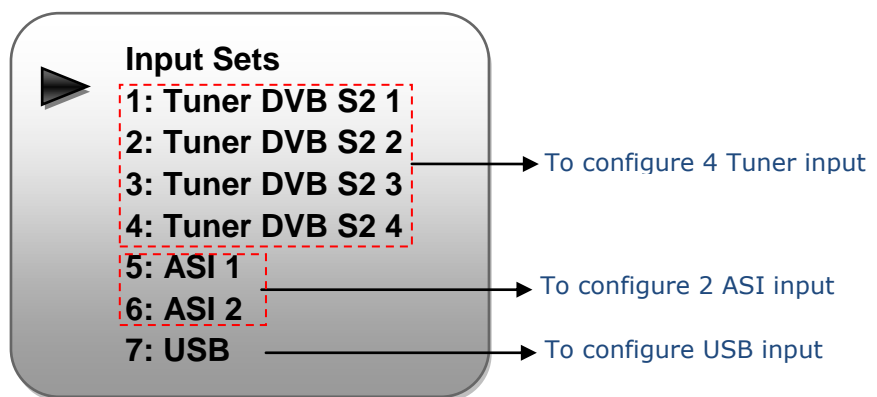 Input Sets
1: Tuner DVB S2 1
2: Tuner DVB S2 2
3: Tuner DVB S2 3
4: Tuner DVB S2 4
To configure 4 Tuner input
5: ASI 1
6: ASI 2
To configure 2 ASI input
7: USB
To configure USB input